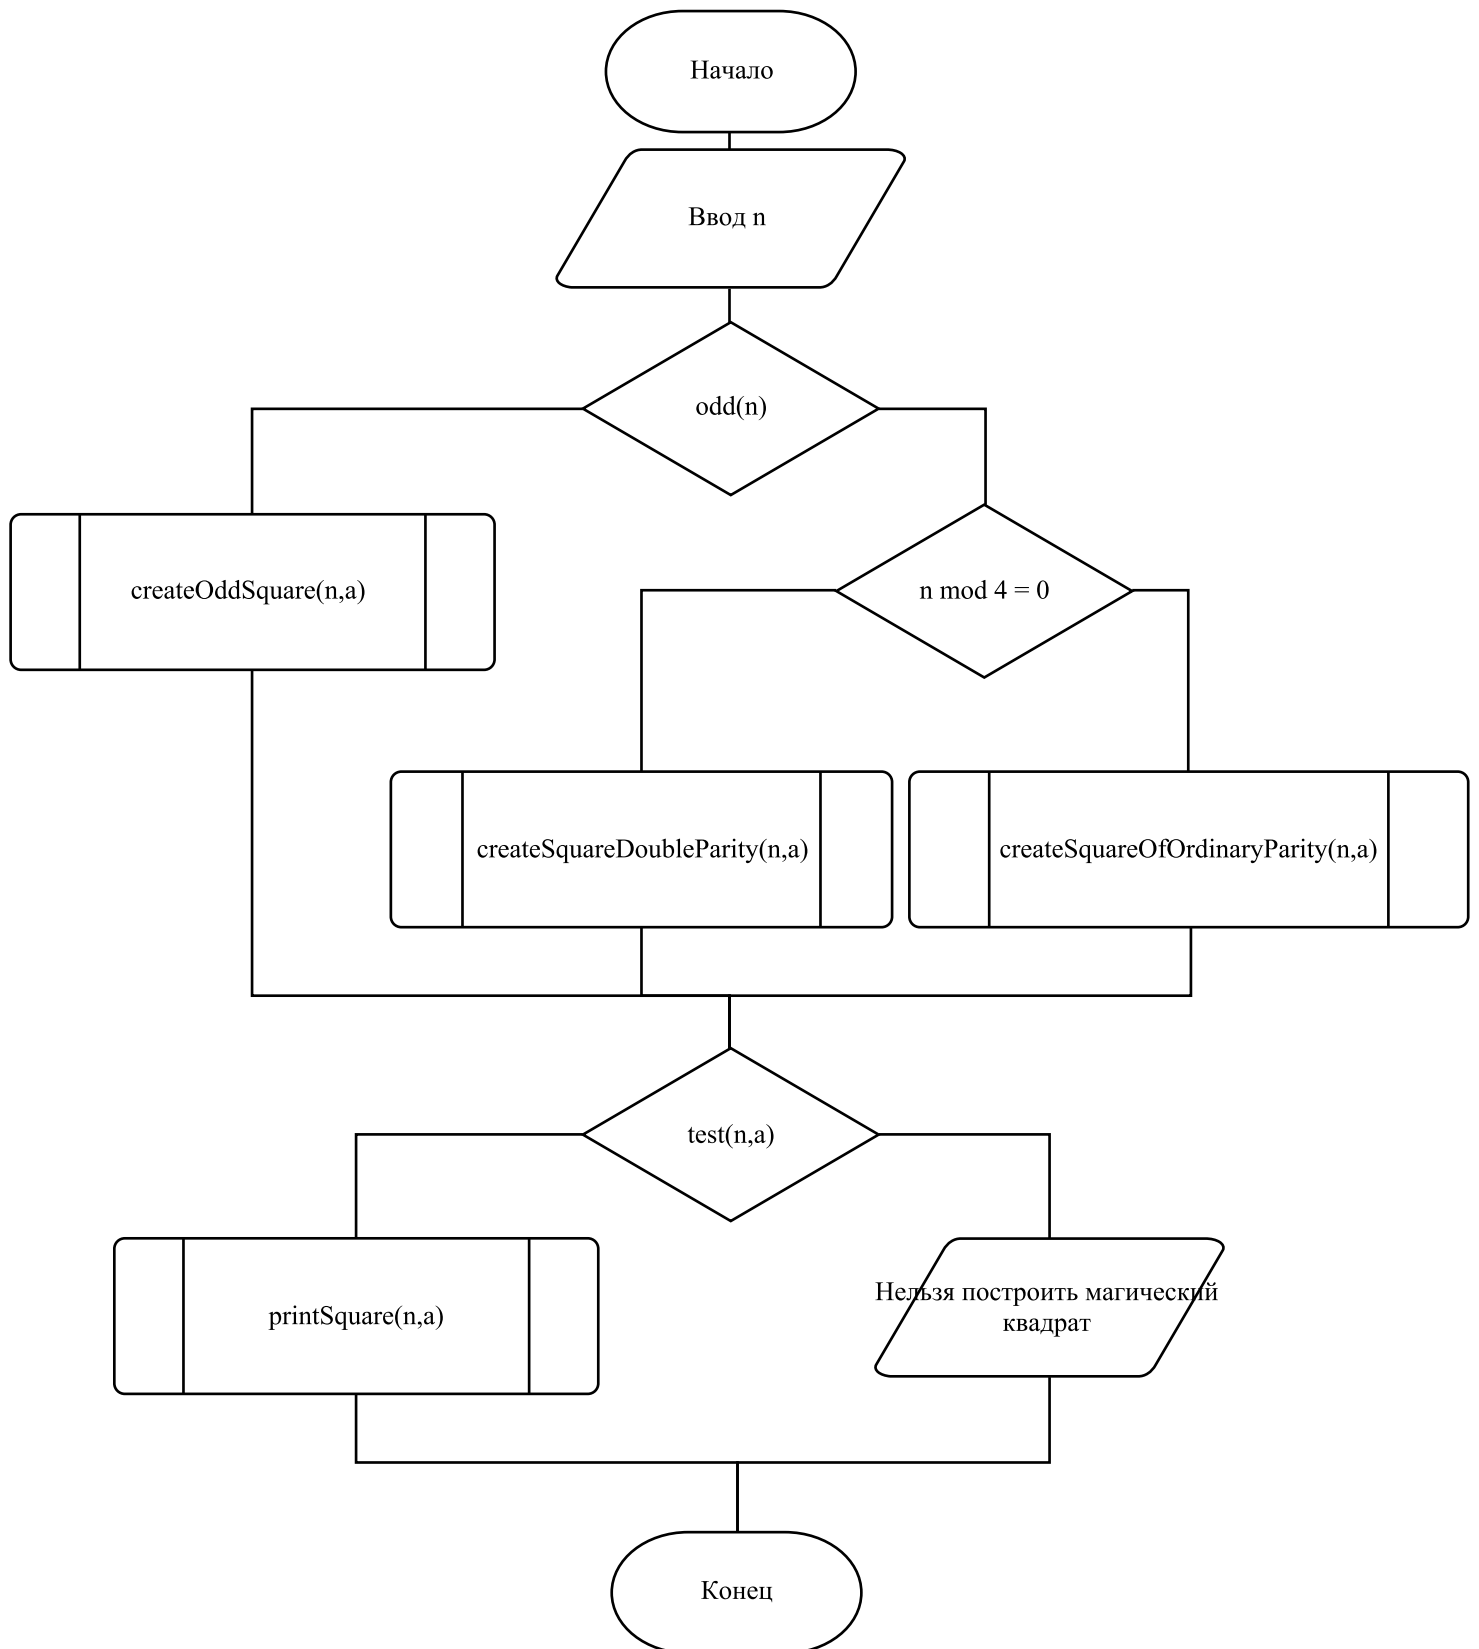 Начало
Ввод n
odd(n)
createOddSquare(n,a)
n mod 4 = 0
createSquareDoubleParity(n,a)
createSquareOfOrdinaryParity(n,a)
test(n,a)
printSquare(n,a)
Нельзя построить магический
квадрат
Конец